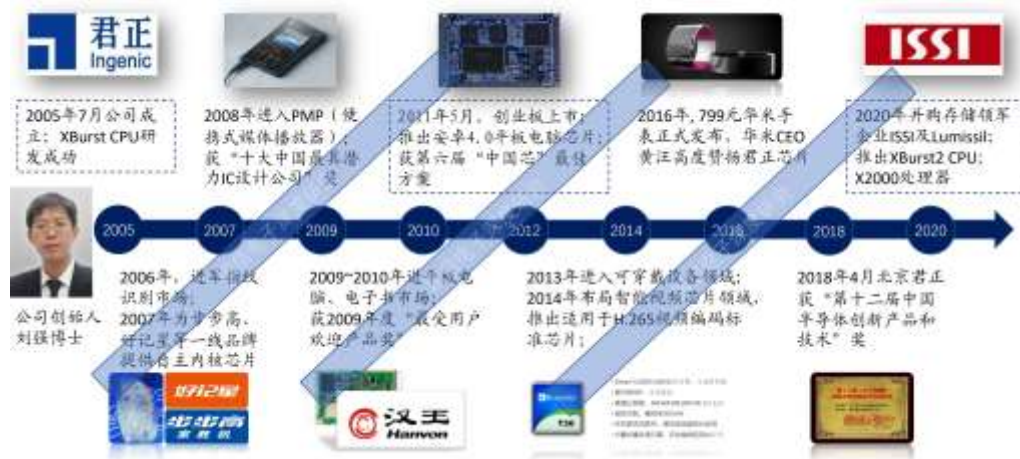 君正
Ingenic
ISSI
2005年7月公司成
立; XBurst CPU研
发成功
2008年进入PMP（便
携式媒体播放器）;
获“十大中国最具潜
力IC设计公司”奖
2011年5月, 创业板上市;
推出安卓4.0平板电脑芯片;
获第六届“中国芯”最佳
方案
2016年, 799元华米手
表正式发布, 华米CEO
黄汪高度赞扬君正芯片
2020年并购存储领军
企业ISSI及Lumissil;
推出XBurst2 CPU;
X2000处理器
2005
2007
2009
2010
2012
2014
2016
2018
2020
公司创始人
刘强博士
2006年, 进军指纹
识别市场;
2007年为步步高、
好记星等一线品牌
提供自主内核芯片
2009~2010年进平板电
脑、电子书市场;
获2009年度“最受用户
欢迎产品奖”
2013年进入可穿戴设备领域;
2014年布局智能视频芯片领域,
推出适用于H.265视频编码标
准芯片;
2018年4月北京君正
获“第十二届中国
半导体创新产品和
技术”奖
好记星
步步高
家教机
汉王
Hanvon
T30